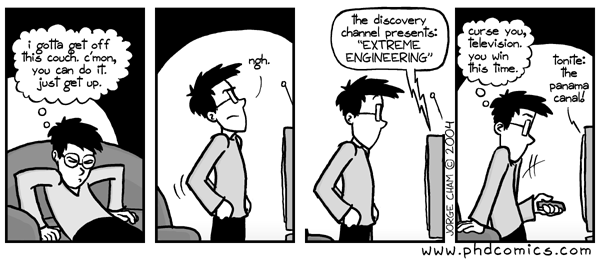 i gotta get off
this couch. c'mon,
you can do it.
just get up.
ngh.
the discovery
channel presents:
"EXTREME
ENGINEERING"
curse you,
television.
you win
this time.
tonite:
the
panama
canal!
JORGE CHAM © 2004
www.phdcomics.com